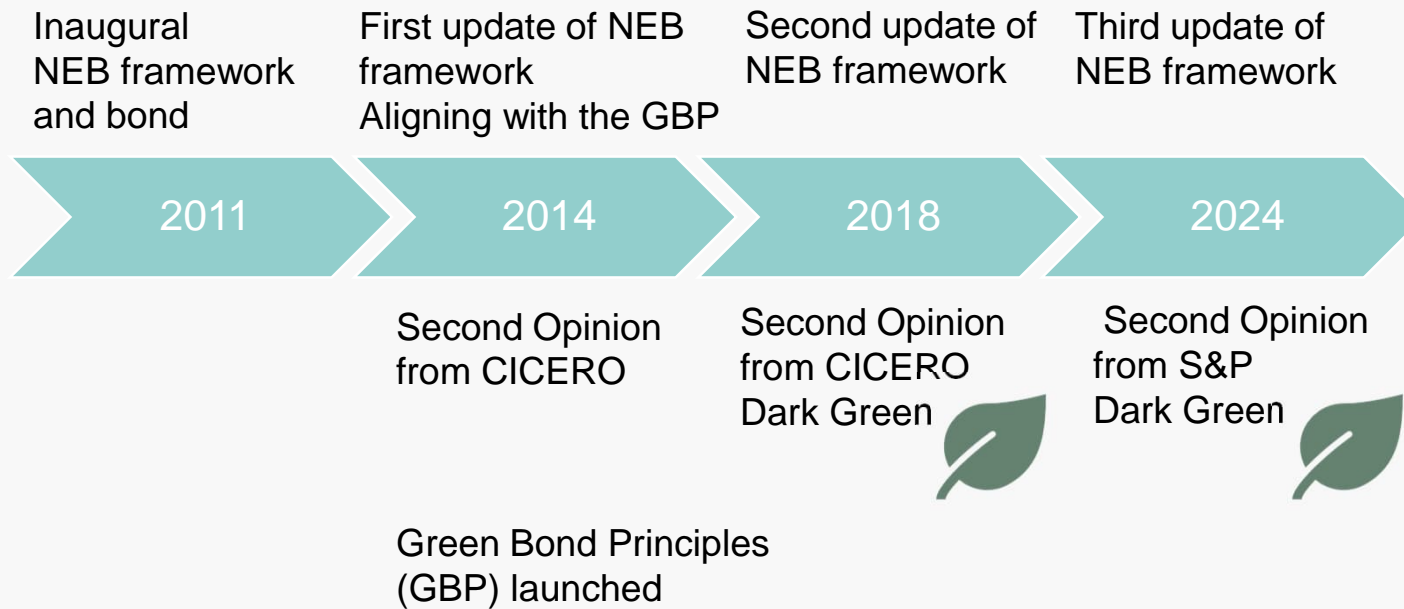 Inaugural
NEB framework
and bond
First update of NEB
framework
Aligning with the GBP
Second update of
NEB framework
Third update of
NEB framework
2011
2014
2018
2024
Second Opinion
from CICERO
Second Opinion
from CICERO
Dark Green
Second Opinion
from S&P
Dark Green
Green Bond Principles
(GBP) launched